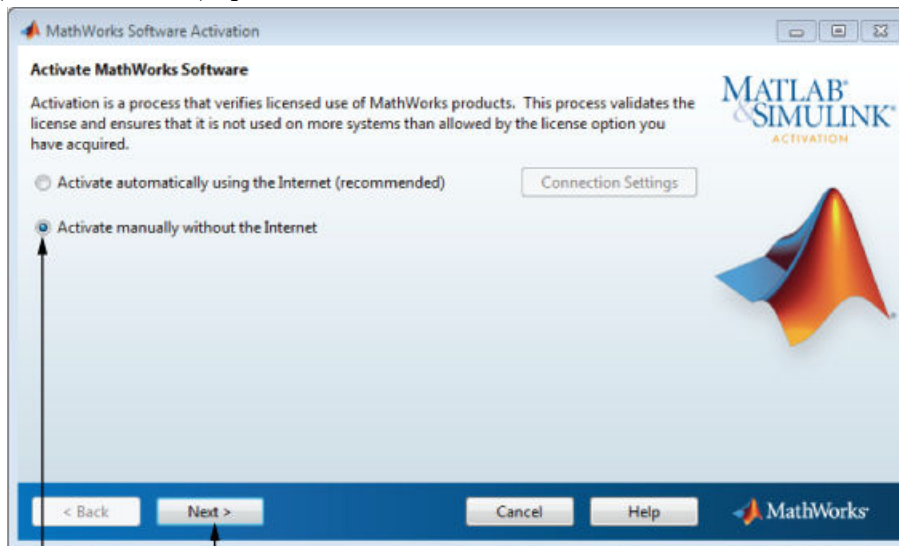 MathWorks Software Activation
Activate MathWorks Software
Activation is a process that verifies licensed use of MathWorks products. This process validates the
license and ensures that it is not used on more systems than allowed by the license option you
have acquired.
MATLAB®
&SIMULINK®
ACTIVATION
Activate automatically using the Internet (recommended)
Connection Settings
Activate manually without the Internet
< Back
Next >
Cancel
Help
MathWorks®